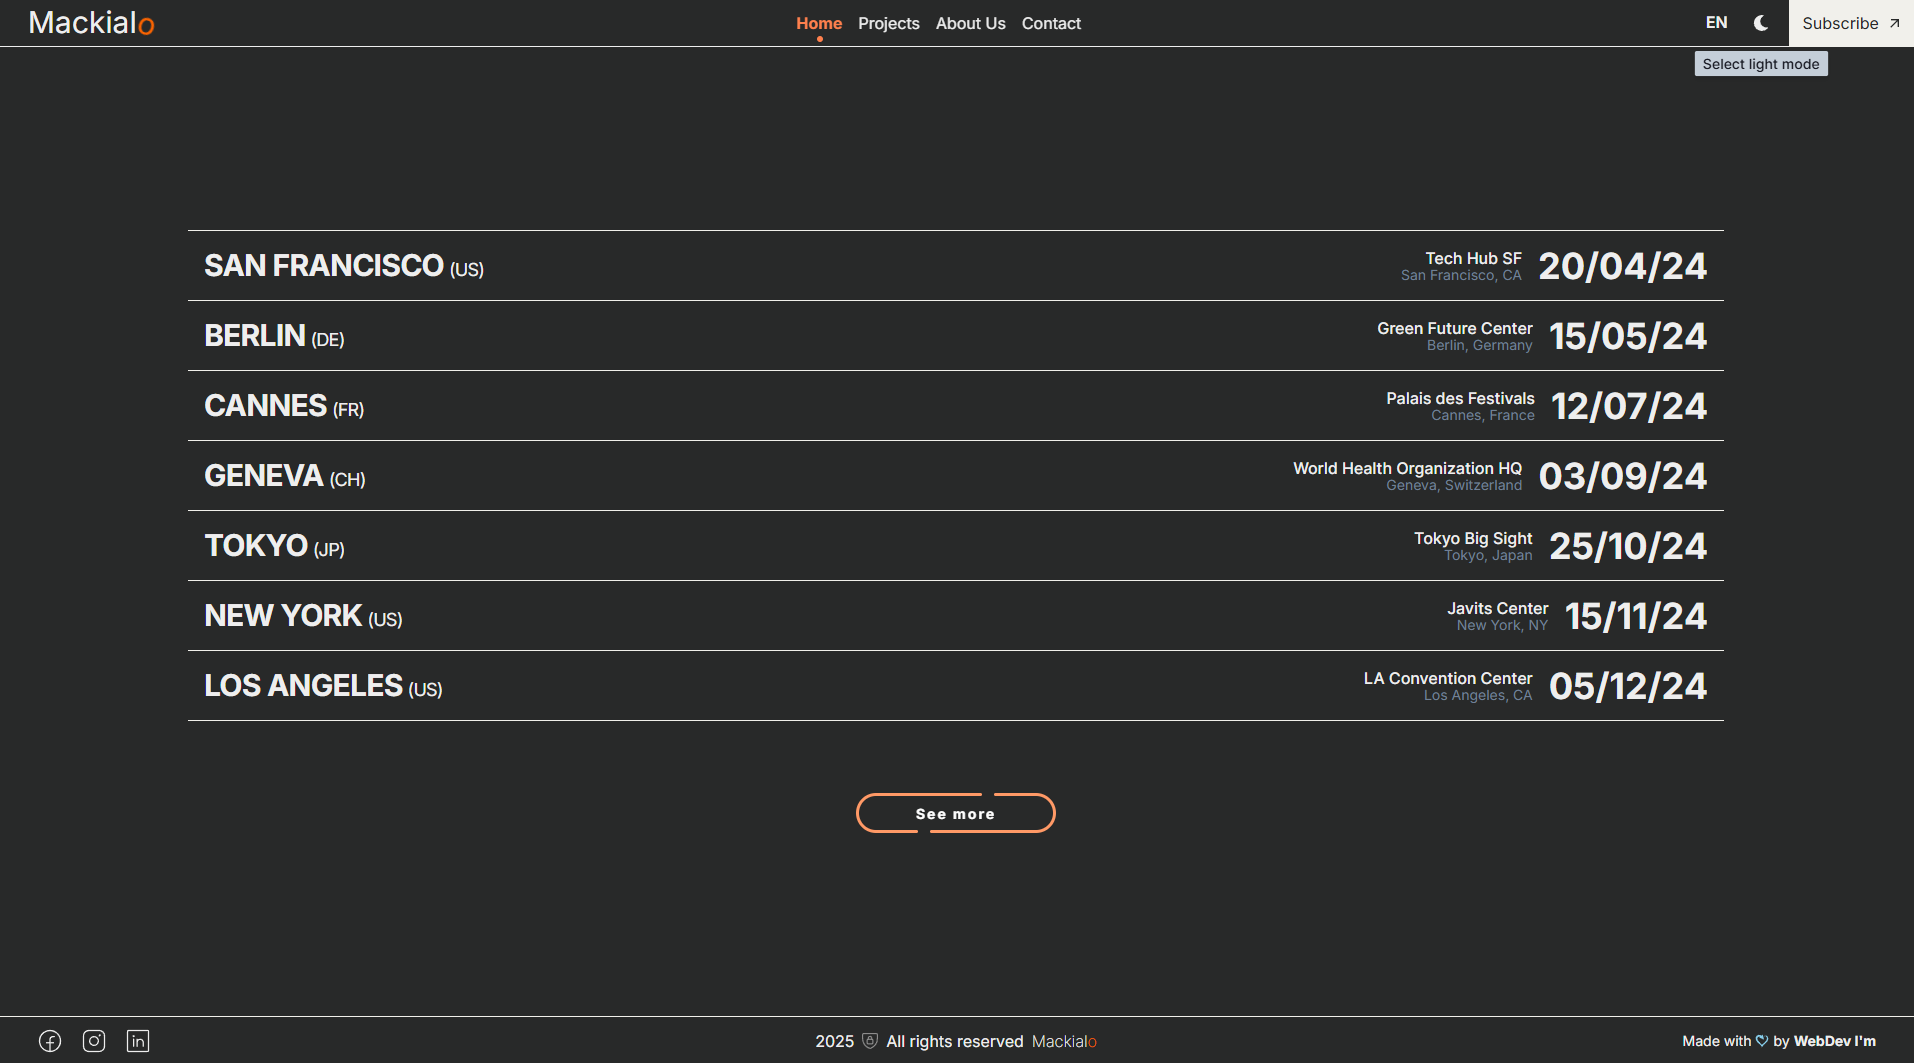 Mackialo
Home Projects About Us Contact
EN
Subscribe
Select light mode
SAN FRANCISCO (US)
Tech Hub SF
San Francisco, CA
20/04/24
BERLIN (DE)
Green Future Center
Berlin, Germany
15/05/24
CANNES (FR)
Palais des Festivals
Cannes, France
12/07/24
GENEVA (CH)
World Health Organization HQ
Geneva, Switzerland
03/09/24
TOKYO (JP)
Tokyo Big Sight
Tokyo, Japan
25/10/24
NEW YORK (US)
Javits Center
New York, NY
15/11/24
LOS ANGELES (US)
LA Convention Center
Los Angeles, CA
05/12/24
See more
2025 All rights reserved Mackialo
Made with ♡ by WebDev I'm